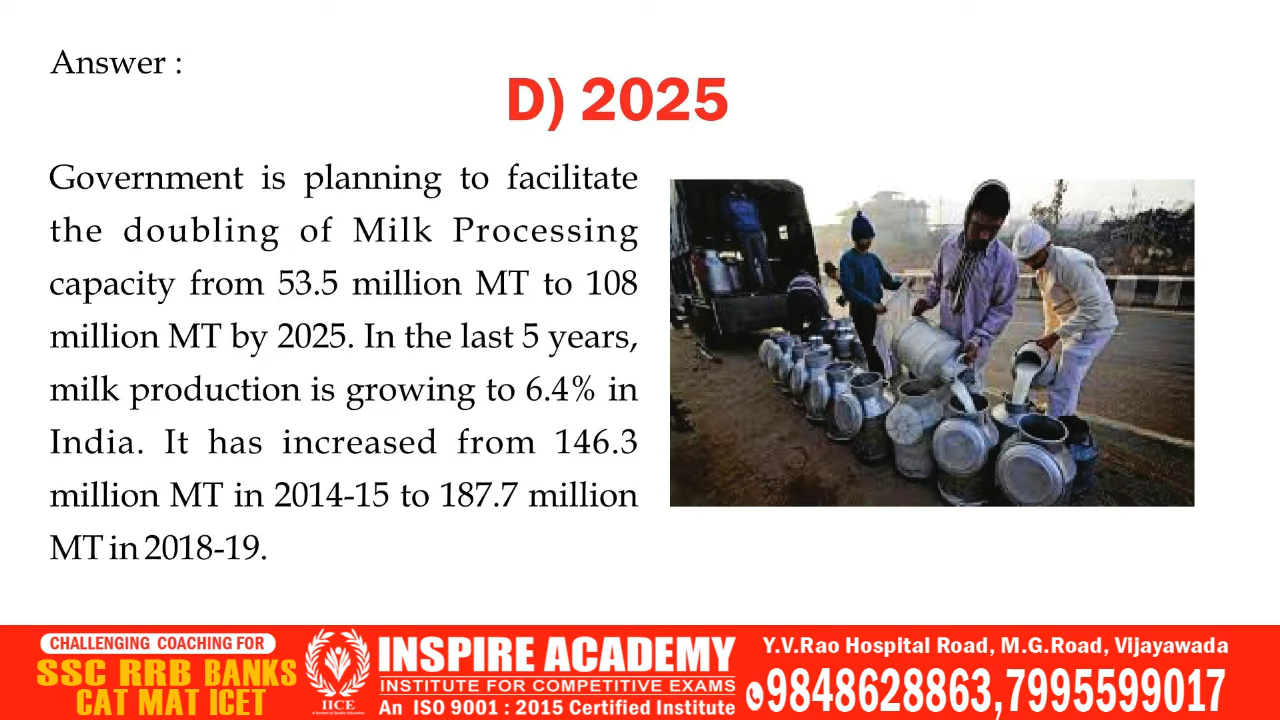 Answer :
D) 2025
Government is planning to facilitate
the doubling of Milk Processing
capacity from 53.5 million MT to 108
million MT by 2025. In the last 5 years,
milk production is growing to 6.4% in
India. It has increased from 146.3
million MT in 2014-15 to 187.7 million
MT in 2018-19.
CHALLENGING COACHING FOR
SSC RRB BANKS
CAT MAT ICET
IICE
INSPIRE ACADEMY
INSTITUTE FOR COMPETITIVE EXAMS
An ISO 9001 : 2015 Certified Institute
Y.V.Rao Hospital Road, M.G.Road, Vijayawada
9848628863,7995599017